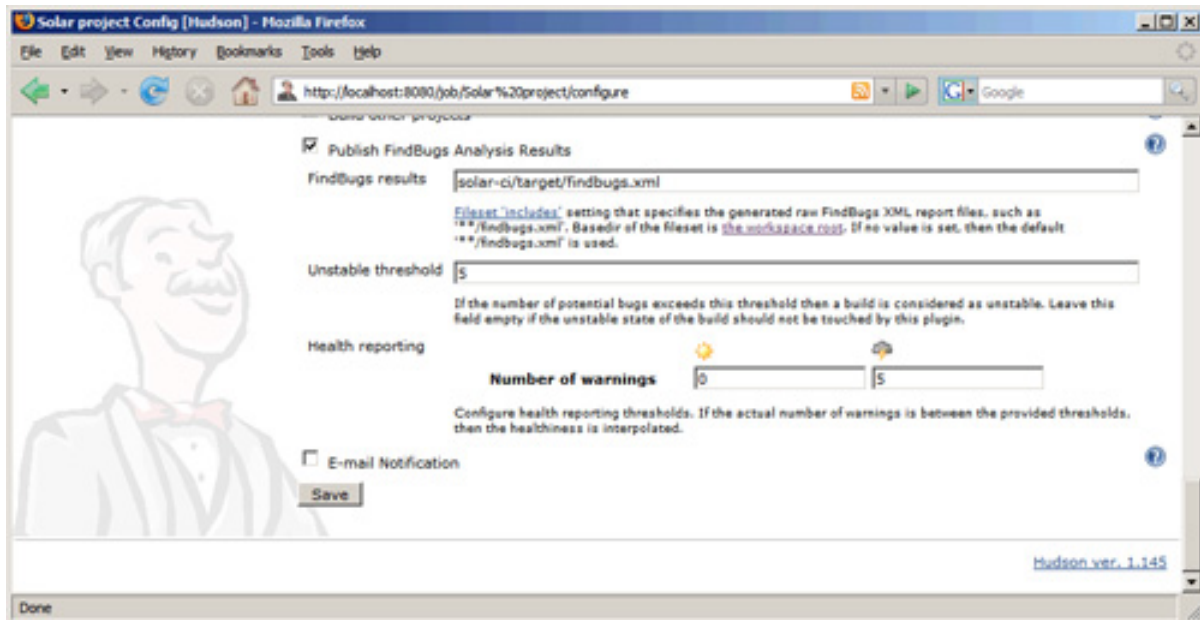 Solar project Config [Hudson] - Mozilla Firefox
File Edit View History Bookmarks Tools Help
http://localhost:8080/job/Solar%20project/configure
Google
Build other projects
Publish FindBugs Analysis Results
FindBugs results
solar-ci/target/findbugs.xml
Fileset 'includes' setting that specifies the generated raw FindBugs XML report files, such as
'**/findbugs.xml'. Basedir of the fileset is the workspace root. If no value is set, then the default
'**/findbugs.xml' is used.
Unstable threshold
5
If the number of potential bugs exceeds this threshold then a build is considered as unstable. Leave this
field empty if the unstable state of the build should not be touched by this plugin.
Health reporting
Number of warnings 0 5
Configure health reporting thresholds. If the actual number of warnings is between the provided thresholds,
then the healthiness is interpolated.
E-mail Notification
Save
Hudson ver. 1.145
Done